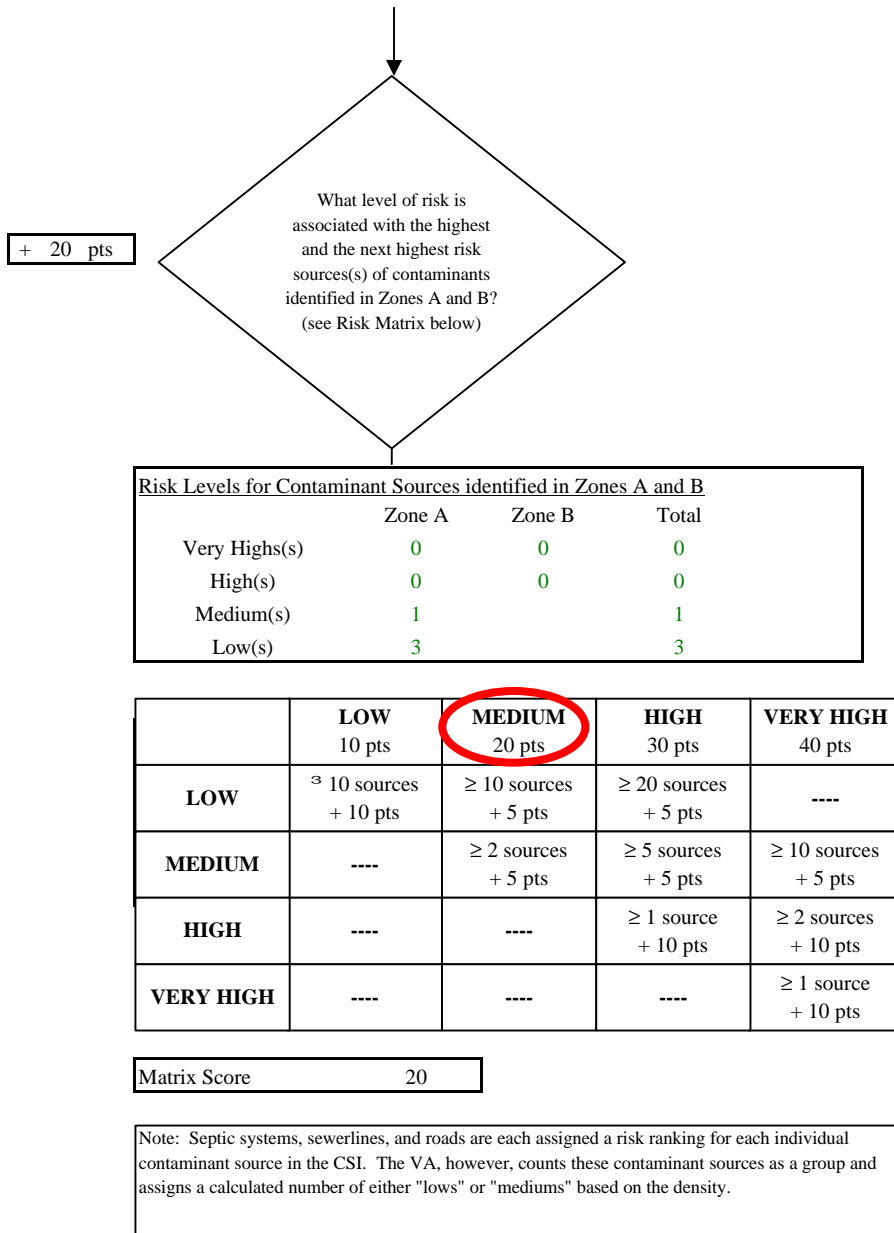 What level of risk is
associated with the highest
and the next highest risk
sources(s) of contaminants
identified in Zones A and B?
(see Risk Matrix below)
+ 20 pts
Risk Levels for Contaminant Sources identified in Zones A and B
Zone A Zone B Total
Very Highs(s) 0 0 0
High(s) 0 0 0
Medium(s) 1 1
Low(s) 3 3
LOW MEDIUM HIGH VERY HIGH
10 pts 20 pts 30 pts 40 pts
LOW ³ 10 sources ≥ 10 sources ≥ 20 sources ----
+ 10 pts + 5 pts + 5 pts
MEDIUM ---- ≥ 2 sources ≥ 5 sources ≥ 10 sources
+ 5 pts + 5 pts + 5 pts
HIGH ---- ---- ≥ 1 source ≥ 2 sources
+ 10 pts + 10 pts
VERY HIGH ---- ---- ---- ≥ 1 source
+ 10 pts
Matrix Score 20
Note: Septic systems, sewerlines, and roads are each assigned a risk ranking for each individual
contaminant source in the CSI. The VA, however, counts these contaminant sources as a group and
assigns a calculated number of either "lows" or "mediums" based on the density.